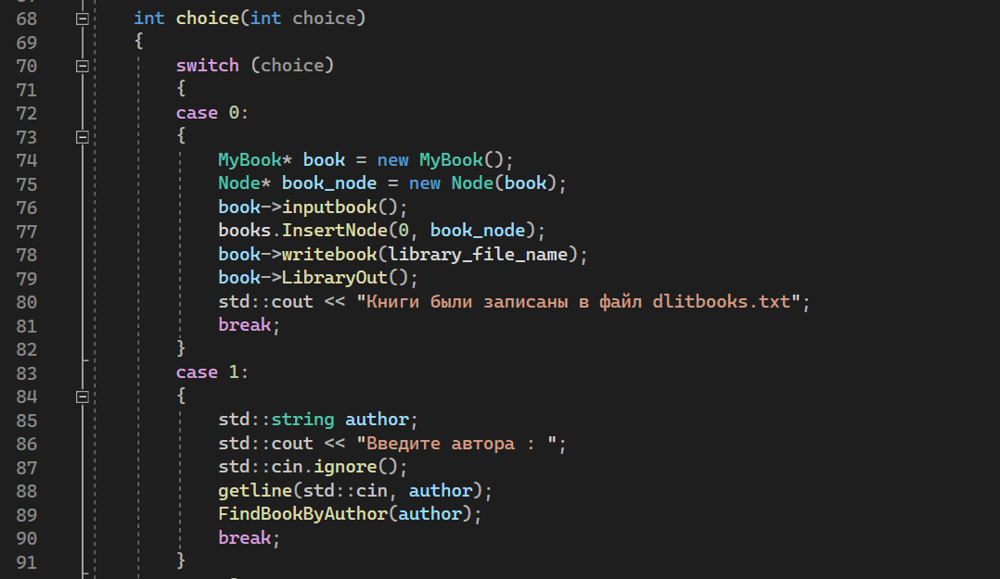 68 int choice(int choice)
69 {
70 switch (choice)
71 {
72 case 0:
73 {
74 MyBook* book = new MyBook();
75 Node* book_node = new Node(book);
76 book->inputbook();
77 books.InsertNode(0, book_node);
78 book->writebook(library_file_name);
79 book->LibraryOut();
80 std::cout << "Книги были записаны в файл dlitbooks.txt";
81 break;
82 }
83 case 1:
84 {
85 std::string author;
86 std::cout << "Введите автора : ";
87 std::cin.ignore();
88 getline(std::cin, author);
89 FindBookByAuthor(author);
90 break;
91 }